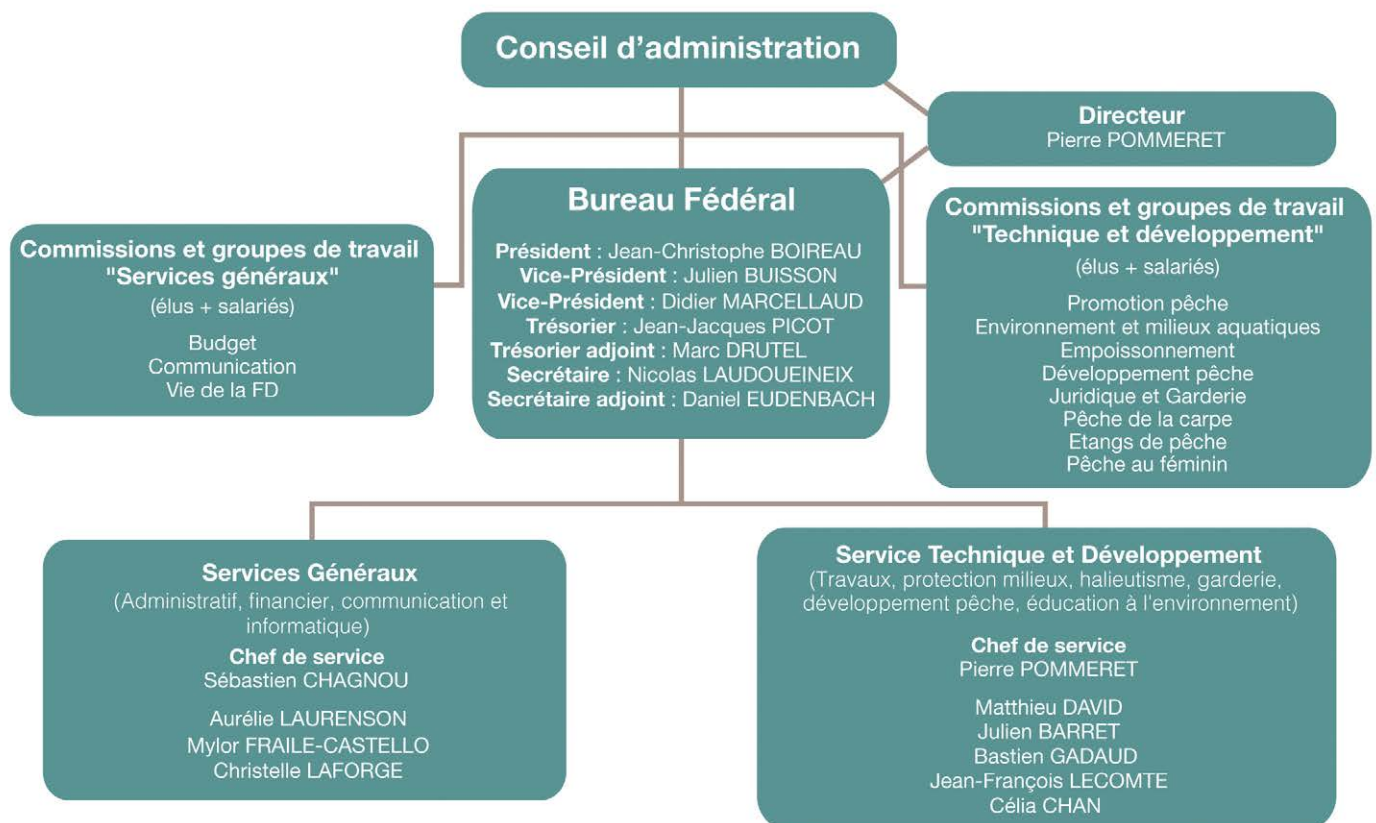 Conseil d'administration
Directeur
Pierre POMMERET
Bureau Fédéral
Président : Jean-Christophe BOIREAU
Vice-Président : Julien BUISSON
Vice-Président : Didier MARCELLAUD
Trésorier : Jean-Jacques PICOT
Trésorier adjoint : Marc DRUTEL
Secrétaire : Nicolas LAUDOUEINEIX
Secrétaire adjoint : Daniel EUDENBACH
Commissions et groupes de travail
"Services généraux"
(élus + salariés)
Budget
Communication
Vie de la FD
Commissions et groupes de travail
"Technique et développement"
(élus + salariés)
Promotion pêche
Environnement et milieux aquatiques
Empoissonnement
Développement pêche
Juridique et Garderie
Pêche de la carpe
Etangs de pêche
Pêche au féminin
Services Généraux
(Administratif, financier, communication et
informatique)
Chef de service
Sébastien CHAGNOU
Aurélie LAURENSON
Mylor FRAILE-CASTELLO
Christelle LAFORGE
Service Technique et Développement
(Travaux, protection milieux, halieutisme, garderie,
développement pêche, éducation à l'environnement)
Chef de service
Pierre POMMERET
Matthieu DAVID
Julien BARRET
Bastien GADAUD
Jean-François LECOMTE
Célia CHAN